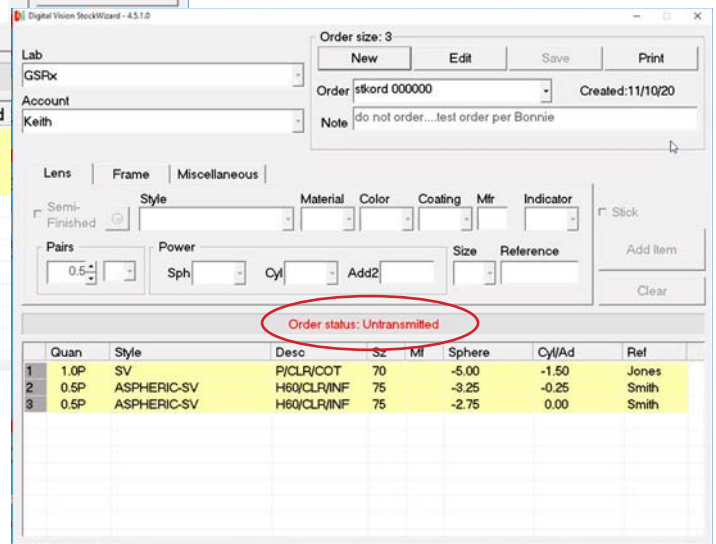 Digital Vision StockWizard - 4.5.1.0
Order size: 3
Lab
New Edit Save Print
GSRx
Order stkord 000000 Created:11/10/20
Account
Keith
Note do not order....test order per Bonnie
d
Lens Frame Miscellaneous
Semi-Finished Style Material Color Coating Mfr Indicator Stick
Pairs Power Size Reference Add Item
0.5 Sph Cyl Add2
Clear
Order status: Untransmitted
Quan Style Desc Sz Mf Sphere Cyl/Ad Ref
1 1.0P SV P/CLR/COT 70 -5.00 -1.50 Jones
2 0.5P ASPHERIC-SV H60/CLR/INF 75 -3.25 -0.25 Smith
3 0.5P ASPHERIC-SV H60/CLR/INF 75 -2.75 0.00 Smith